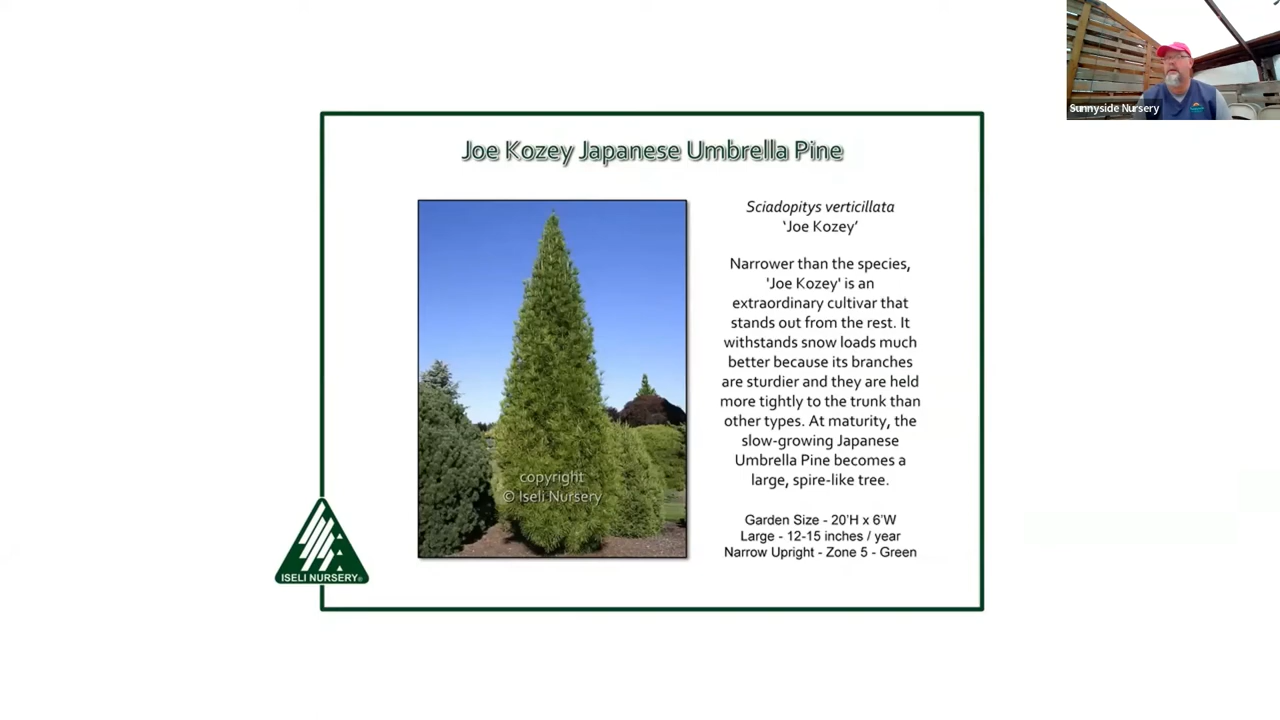 Sunnyside Nursery
Joe Kozey Japanese Umbrella Pine
Sciadopitys verticillata
‘Joe Kozey’
Narrower than the species,
'Joe Kozey' is an
extraordinary cultivar that
stands out from the rest. It
withstands snow loads much
better because its branches
are sturdier and they are held
more tightly to the trunk than
other types. At maturity, the
slow-growing Japanese
Umbrella Pine becomes a
large, spire-like tree.
Garden Size - 20'H x 6'W
Large - 12-15 inches / year
Narrow Upright - Zone 5 - Green
copyright
© Iseli Nursery
ISELI NURSERY®